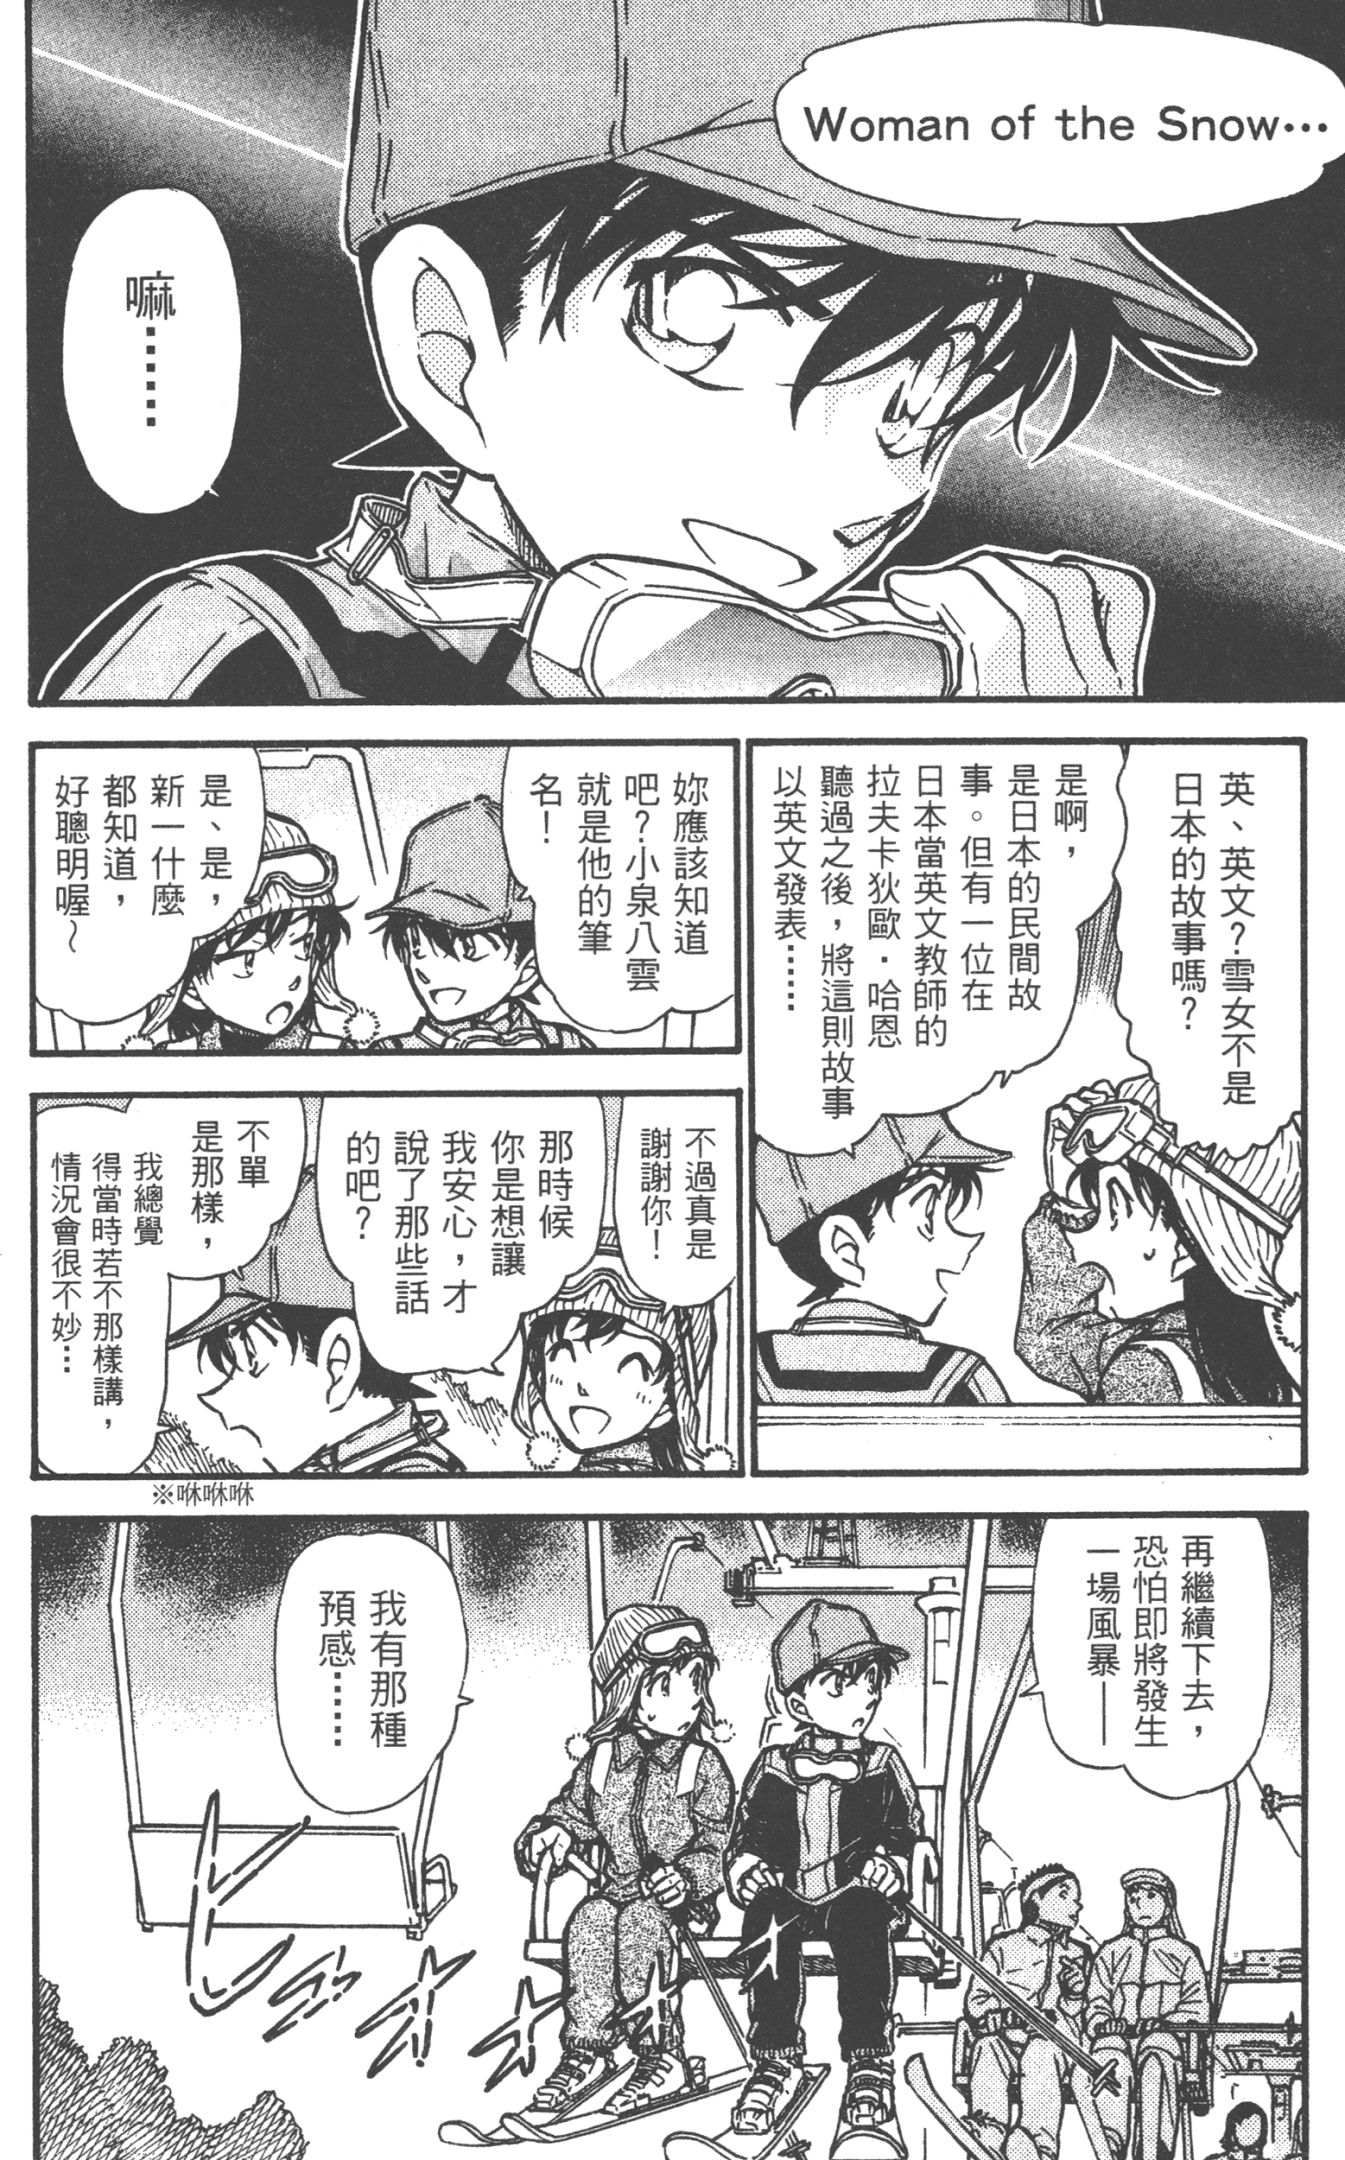 Woman of the Snow…
嘛……
英、英文？雪女不是
日本的故事嗎？
是啊，
是日本的民間故
事。但有一位在
日本當英文教師的
拉夫卡狄歐・哈恩
聽過之後，將這則故事
以英文發表……
妳應該知道
吧？小泉八雲
就是他的筆
名！
是、是，
新一什麼
都知道，
好聰明喔～
不過真是
謝謝你！
那時候
你是想讓
我安心，才
說了那些話
的吧？
不單
是那樣，
我總覺
得當時若不那樣講，
情況會很不妙…
※咻咻咻
再繼續下去，
恐怕即將發生
一場風暴——
我有那種
預感……
ビュウウウウ